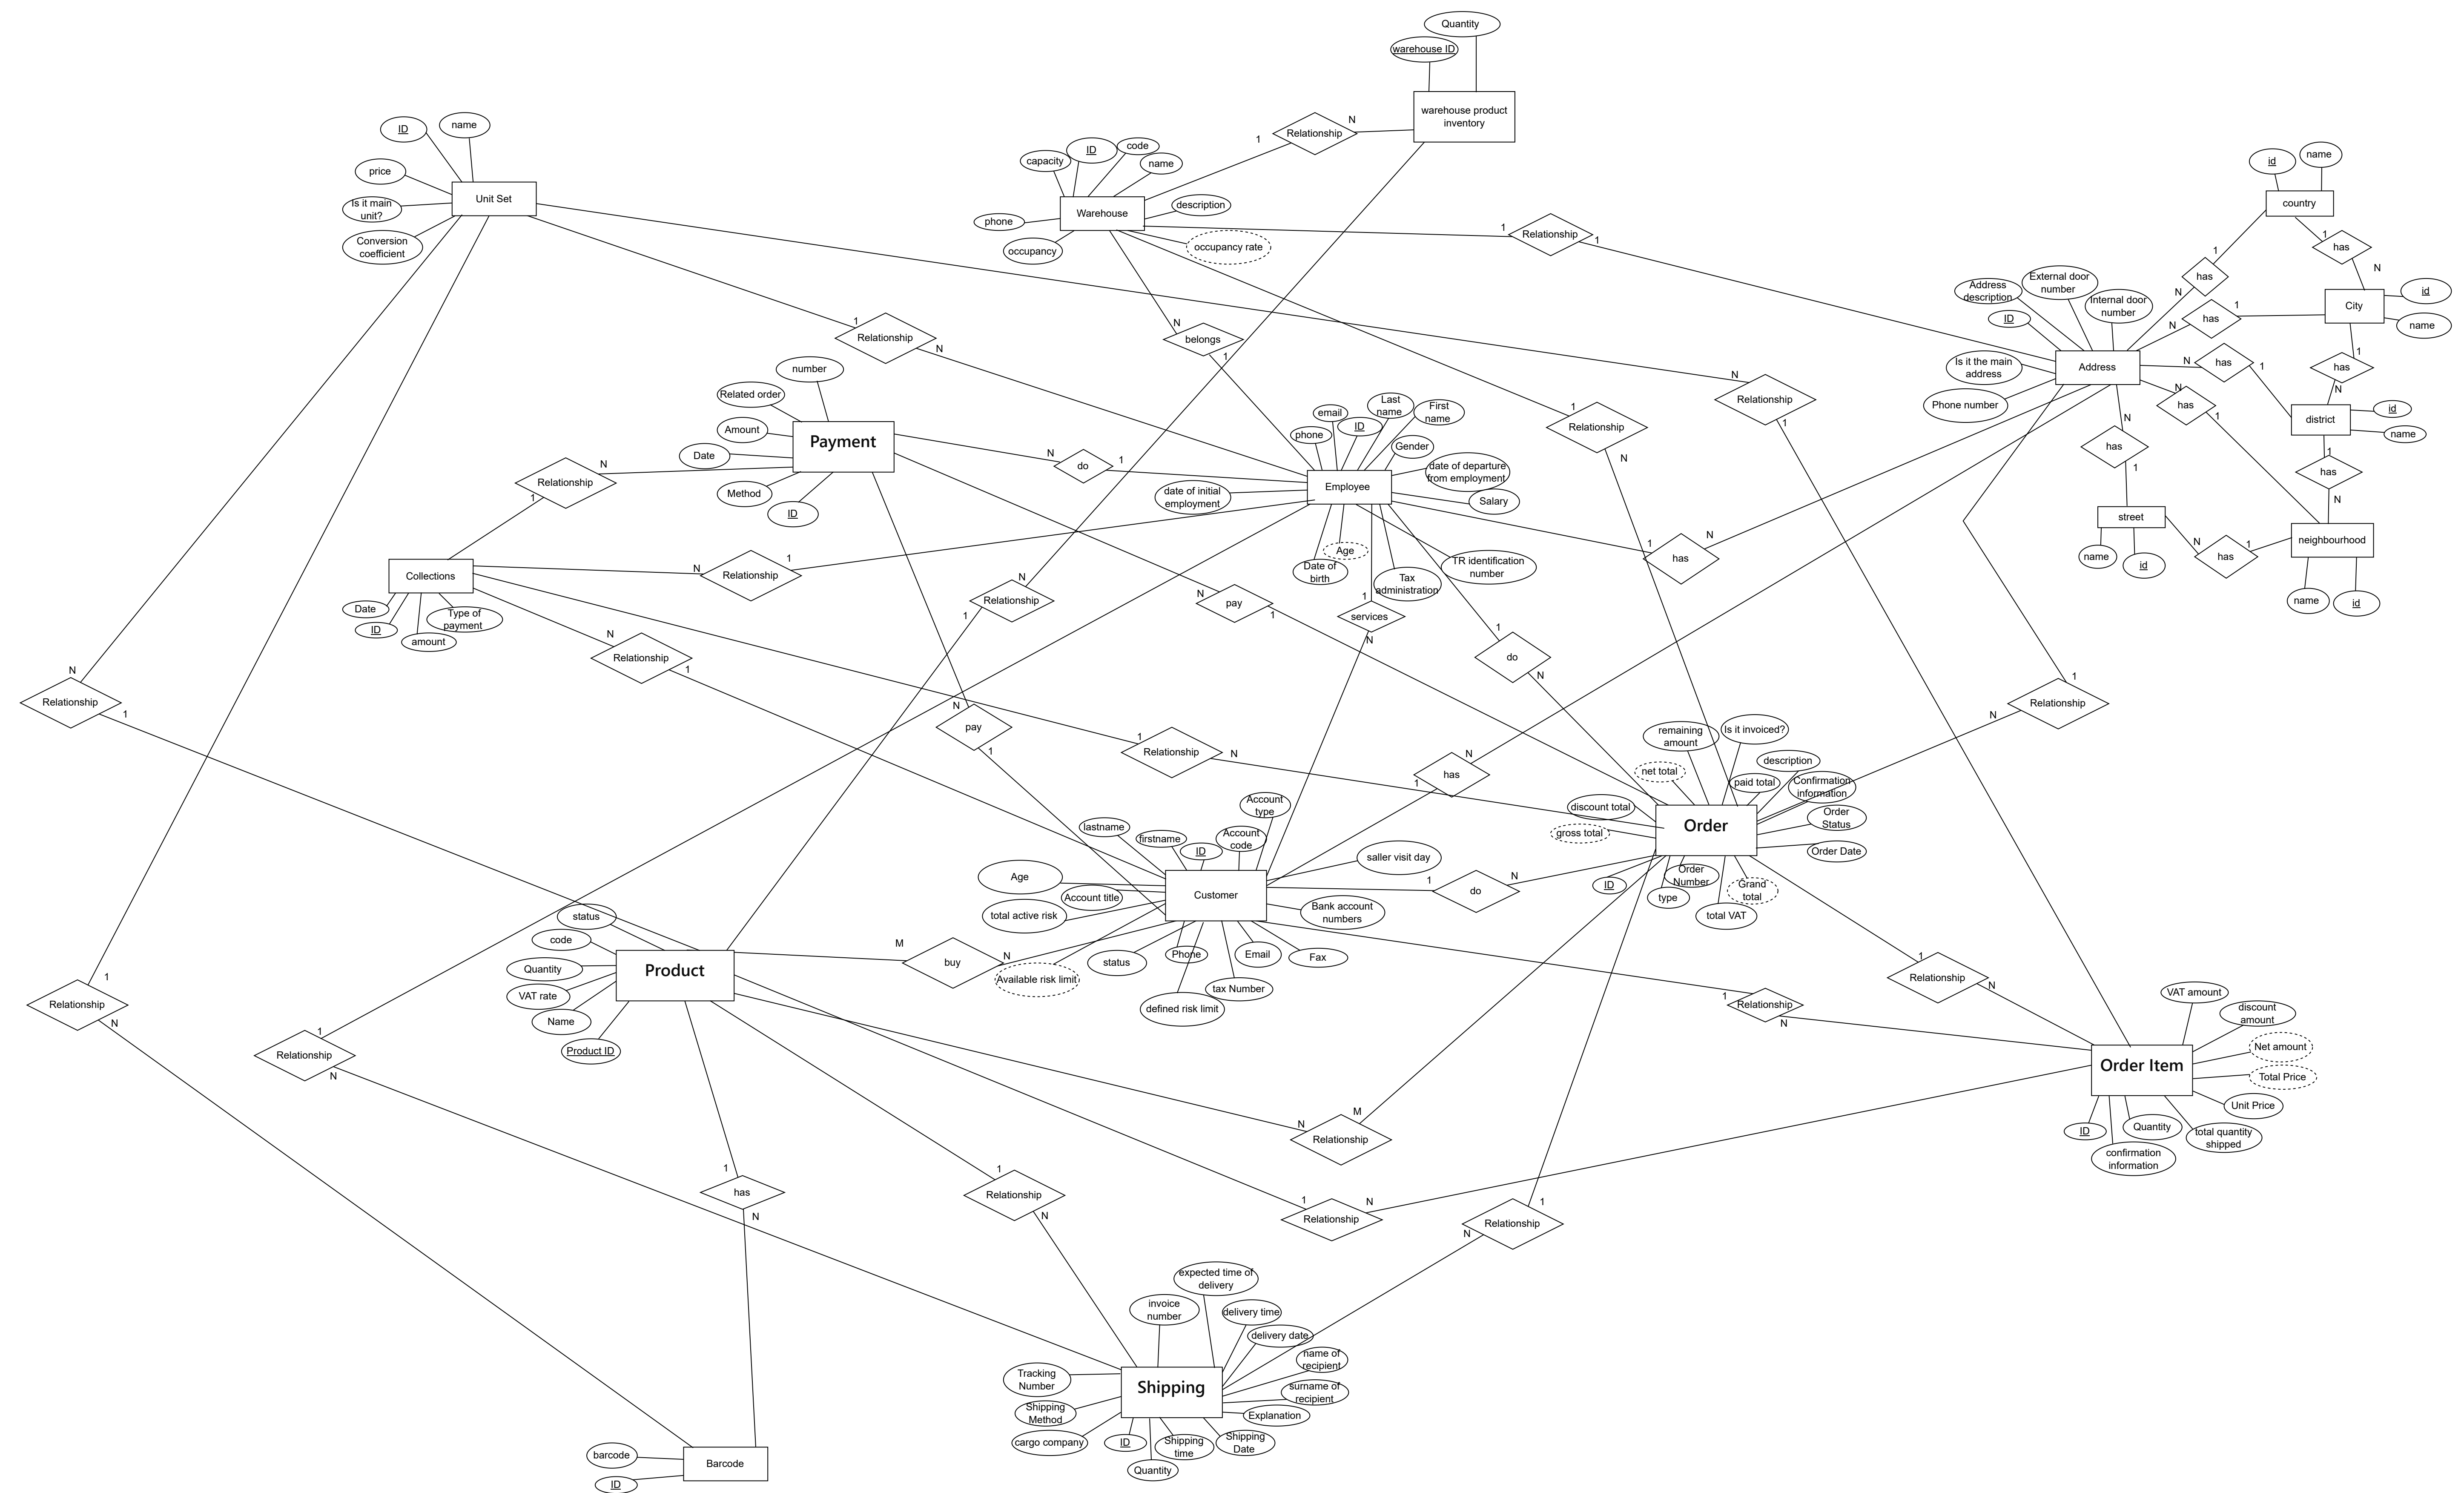 Quantity
warehouse ID
warehouse product
inventory
N
Relationship
1
ID
name
price
Is it main
unit?
Conversion
coefficient
Unit Set
capacity
ID
code
name
description
Warehouse
phone
occupancy
occupancy rate
1
Relationship
1
id
name
country
1
has
N
1
has
N
City
id
name
1
has
N
1
has
N
district
id
name
N
has
1
1
has
N
neighbourhood
name
id
N
has
1
N
has
1
street
name
id
N
has
1
Address
description
External door
number
Internal door
number
ID
Is it the main
address
Phone number
Address
1
Relationship
N
N
belongs
1
number
Related order
Amount
Date
Method
ID
Payment
N
do
1
N
Relationship
1
email
Last
name
First
name
phone
ID
Gender
date of departure
from employment
Salary
date of initial
employment
Employee
Age
Date of
birth
Tax
administration
TR identification
number
1
Relationship
N
N
Relationship
1
1
has
N
Collections
Date
ID
amount
Type of
payment
N
Relationship
1
N
Relationship
1
N
Relationship
1
N
pay
1
1
services
N
1
do
N
N
Relationship
1
N
pay
1
1
Relationship
N
1
Relationship
N
N
has
1
remaining
amount
Is it invoiced?
net total
description
paid total
Confirmation
information
discount total
gross total
Order
Order
Status
Order Date
ID
Order
Number
type
Grand
total
total VAT
Account
type
lastname
firstname
ID
Account
code
saller visit day
Age
Account title
total active risk
Customer
Bank account
numbers
Available risk limit
status
Phone
Email
Fax
tax Number
defined risk limit
1
do
N
M
buy
N
status
code
Quantity
VAT rate
Name
Product ID
Product
1
Relationship
N
1
Relationship
N
1
Relationship
N
1
Relationship
N
VAT amount
discount
amount
Net amount
Total Price
Unit Price
Order Item
ID
Quantity
total quantity
shipped
confirmation
information
N
Relationship
M
1
has
N
1
Relationship
N
1
Relationship
N
1
Relationship
N
expected time of
delivery
invoice
number
delivery time
delivery date
name of
recipient
surname of
recipient
Tracking
Number
Shipping
Method
cargo company
Shipping
Explanation
ID
Shipping
time
Shipping
Date
Quantity
barcode
ID
Barcode